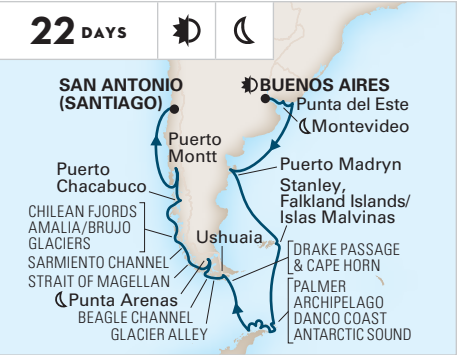 22 DAYS
SAN ANTONIO
(SANTIAGO)
BUENOS AIRES
Punta del Este
Montevideo
Puerto
Montt
Puerto Madryn
Puerto
Chacabuco
Stanley,
Falkland Islands/
Islas Malvinas
CHILEAN FJORDS
AMALIA/BRUJO
GLACIERS
Ushuaia
DRAKE PASSAGE
& CAPE HORN
SARMIENTO CHANNEL
STRAIT OF MAGELLAN
Punta Arenas
BEAGLE CHANNEL
GLACIER ALLEY
PALMER
ARCHIPELAGO
DANCO COAST
ANTARCTIC SOUND